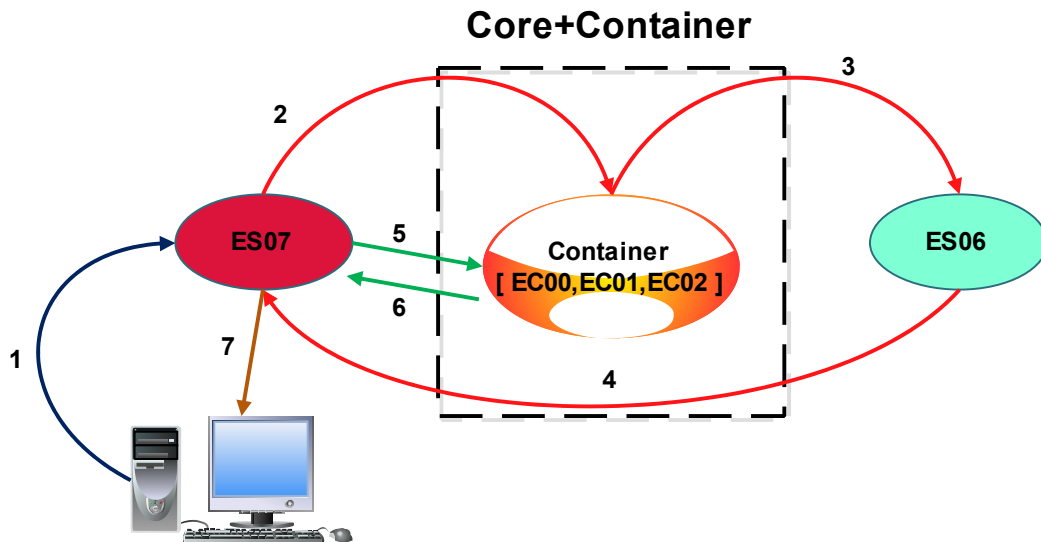 Core+Container
2
3
ES07
5
Container
[ EC00,EC01,EC02 ]
ES06
6
7
1
4